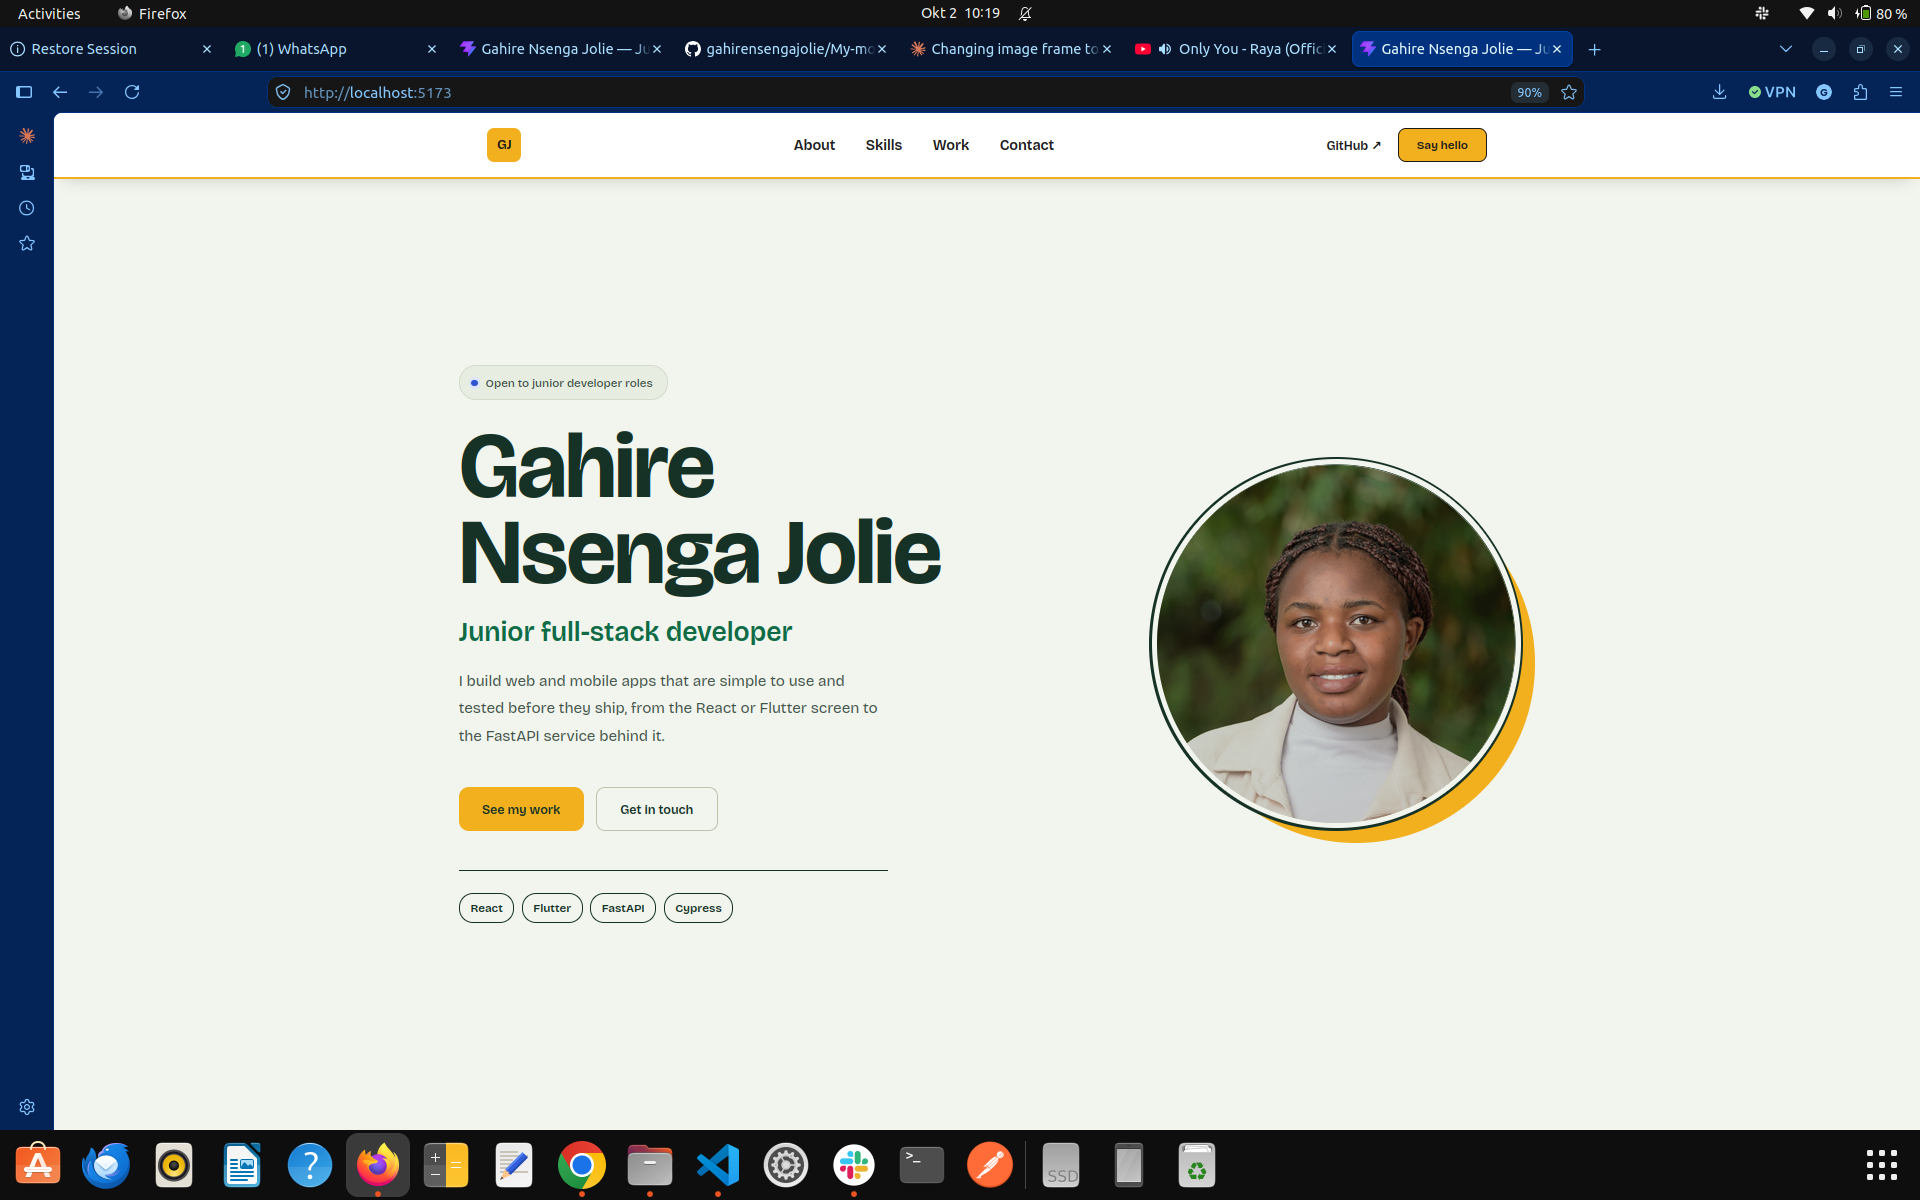 Activities
Firefox
Okt 2 10:19
80 %
Restore Session
(1) WhatsApp
Gahire Nsenga Jolie — Ju
gahirensengajolie/My-mo
Changing image frame to
Only You - Raya (Offic
Gahire Nsenga Jolie — Ju
http://localhost:5173
90%
VPN
G
GJ
About
Skills
Work
Contact
GitHub ↗
Say hello
Open to junior developer roles
Gahire
Nsenga Jolie
Junior full-stack developer
I build web and mobile apps that are simple to use and
tested before they ship, from the React or Flutter screen to
the FastAPI service behind it.
See my work
Get in touch
React
Flutter
FastAPI
Cypress
SSD